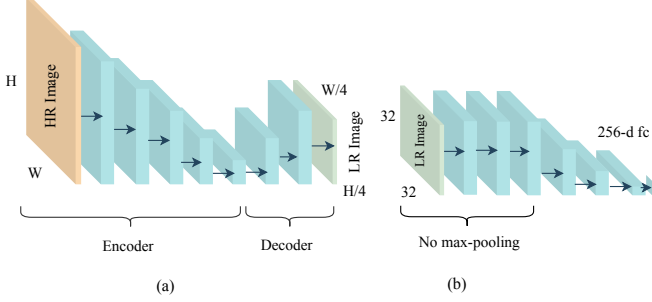 H
HR Image
W
W/4
LR Image
H/4
Encoder
Decoder
(a)
32
LR Image
32
256-d fc
No max-pooling
(b)